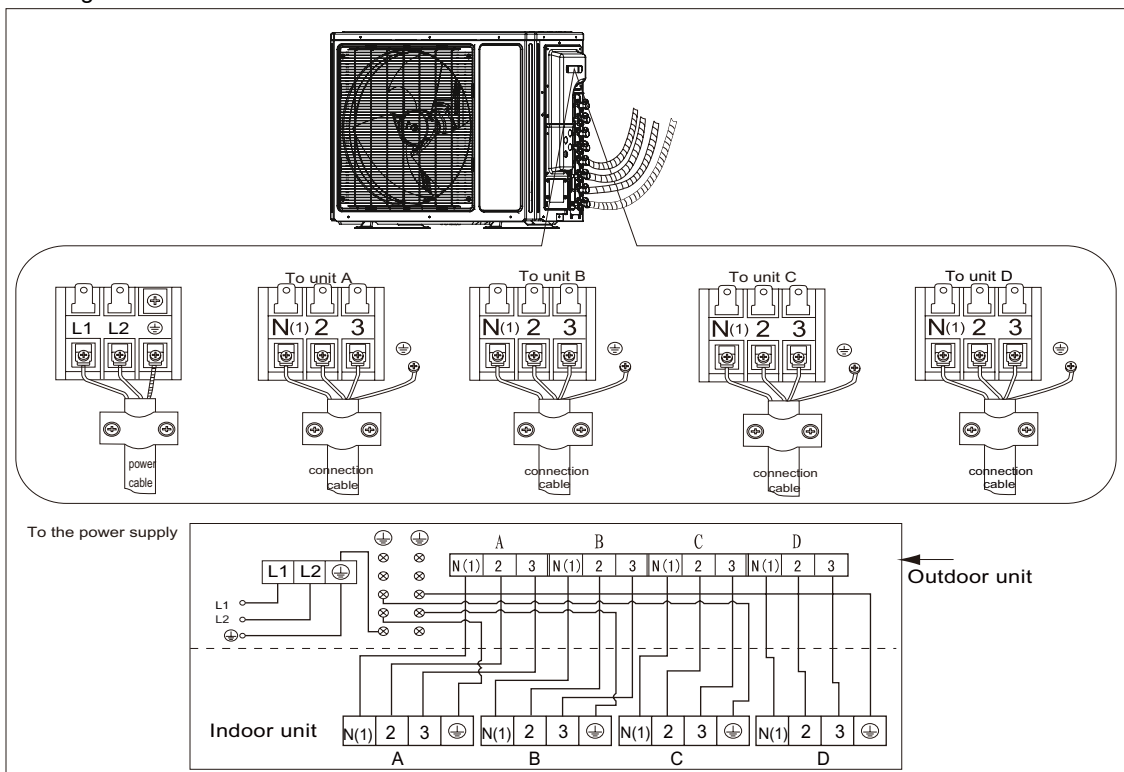 To unit A
To unit B
To unit C
To unit D
L1 L2
N(1) 2 3
N(1) 2 3
N(1) 2 3
N(1) 2 3
power
cable
connection
cable
connection
cable
connection
cable
connection
cable
To the power supply
A B C D
N(1) 2 3 N(1) 2 3 N(1) 2 3 N(1) 2 3
L1 L2
Outdoor unit
L1
L2
Indoor unit
N(1) 2 3
N(1) 2 3
N(1) 2 3
N(1) 2 3
A B C D